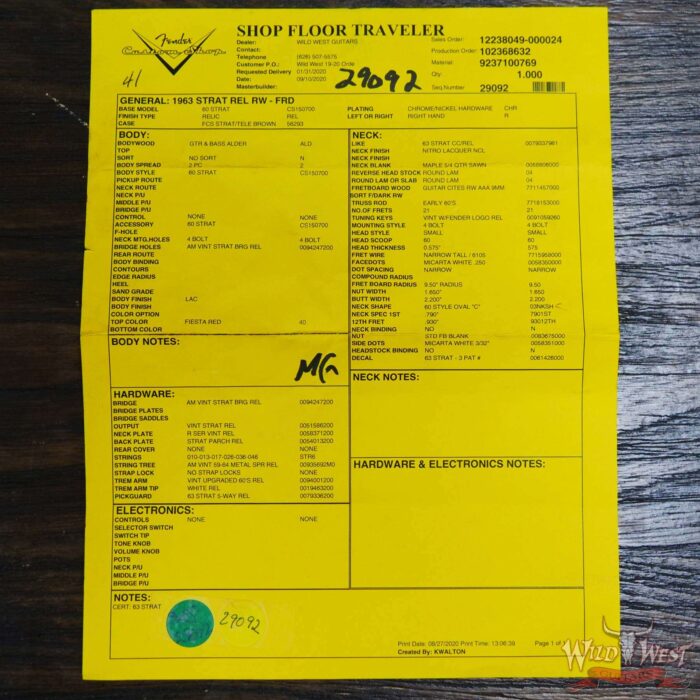 Fender
Custom Shop
SHOP FLOOR TRAVELER
Dealer: WILD WEST GUITARS
Contact:
Telephone (626) 507-5575
Customer P.O.: Wild West 19-20 Orde
Requested Delivery 01/31/2020
Date: 09/10/2020
Masterbuilder:
Sales Order: 12238049-000024
Production Order: 102368632
Material: 9237100769
Qty: 1.000
Seq.Number 29092
41
29092
GENERAL: 1963 STRAT REL RW - FRD
BASE MODEL 60 STRAT CS150700
FINISH TYPE RELIC REL
CASE FCS STRAT/TELE BROWN 56293
PLATING CHROME/NICKEL HARDWARE CHR
LEFT OR RIGHT RIGHT HAND R
BODY:
BODYWOOD GTR & BASS ALDER ALD
TOP
SORT NO SORT N
BODY SPREAD 2 PC 2
BODY STYLE 60 STRAT CS150700
PICKUP ROUTE
NECK ROUTE
NECK P/U
MIDDLE P/U
BRIDGE P/U
CONTROL NONE NONE
ACCESSORY 60 STRAT CS150700
F-HOLE
NECK MTG.HOLES 4 BOLT 4 BOLT
BRIDGE HOLES AM VINT STRAT BRG REL 0094247200
REAR ROUTE
BODY BINDING
CONTOURS
EDGE RADIUS
HEEL
SAND GRADE
BODY FINISH LAC
BODY FINISH
COLOR OPTION
TOP COLOR FIESTA RED 40
BOTTOM COLOR
BODY NOTES:
MG
HARDWARE:
BRIDGE AM VINT STRAT BRG REL 0094247200
BRIDGE PLATES
BRIDGE SADDLES
OUTPUT VINT STRAT REL 0051586200
NECK PLATE R SER VINT REL 0058371200
BACK PLATE STRAT PARCH REL 0054013200
REAR COVER NONE NONE
STRINGS 010-013-017-026-036-046 STR6
STRING TREE AM VINT 59-64 METAL SPR REL 00935692M0
STRAP LOCK NO STRAP LOCKS NONE
TREM ARM VINT UPGRADED 60'S REL 0094001200
TREM ARM TIP WHITE REL 0019463200
PICKGUARD 63 STRAT 5-WAY REL 0079336200
ELECTRONICS:
CONTROLS NONE NONE
SELECTOR SWITCH
SWITCH TIP
TONE KNOB
VOLUME KNOB
POTS
NECK P/U
MIDDLE P/U
BRIDGE P/U
NECK:
LIKE 63 STRAT CC/REL 0079337981
NECK FINISH NITRO LACQUER NCL
NECK FINISH
NECK BLANK MAPLE 5/4 QTR SAWN
REVERSE HEAD STOCK ROUND LAM 04
ROUND LAM OR SLAB ROUND LAM 04
FRETBOARD WOOD GUITAR CITES RW AAA 9MM 7711457000
SORT F/DARK RW
TRUSS ROD EARLY 60'S 7718153000
NO.OF FRETS 21 21
TUNING KEYS VINT W/FENDER LOGO REL 0091059260
MOUNTING STYLE 4 BOLT 4 BOLT
HEAD STYLE SMALL SMALL
HEAD SCOOP 60 60
HEAD THICKNESS 0.575" 575
FRET WIRE NARROW TALL / 6105 7715958000
FACEDOTS MICARTA WHITE .250 0058350000
DOT SPACING NARROW NARROW
COMPOUND RADIUS
FRET BOARD RADIUS 9.50" RADIUS 9.50
NUT WIDTH 1.650" 1.650
BUTT WIDTH 2.200" 2.200
NECK SHAPE 60 STYLE OVAL "C" 03NKSH
NECK SPEC 1ST .790" 7901ST
12TH FRET .930" 93012TH
NECK BINDING NO N
NUT STD FB BLANK 0083675000
SIDE DOTS MICARTA WHITE 3/32" 0058351000
HEADSTOCK BINDING NO N
DECAL 63 STRAT - 3 PAT # 0061426000
NECK NOTES:
HARDWARE & ELECTRONICS NOTES:
NOTES:
CERT: 63 STRAT
29092
Print Date: 08/27/2020 Print Time: 13:06:39 Page 1 of
Created By: KWALTON
WILD WEST
GUITARS